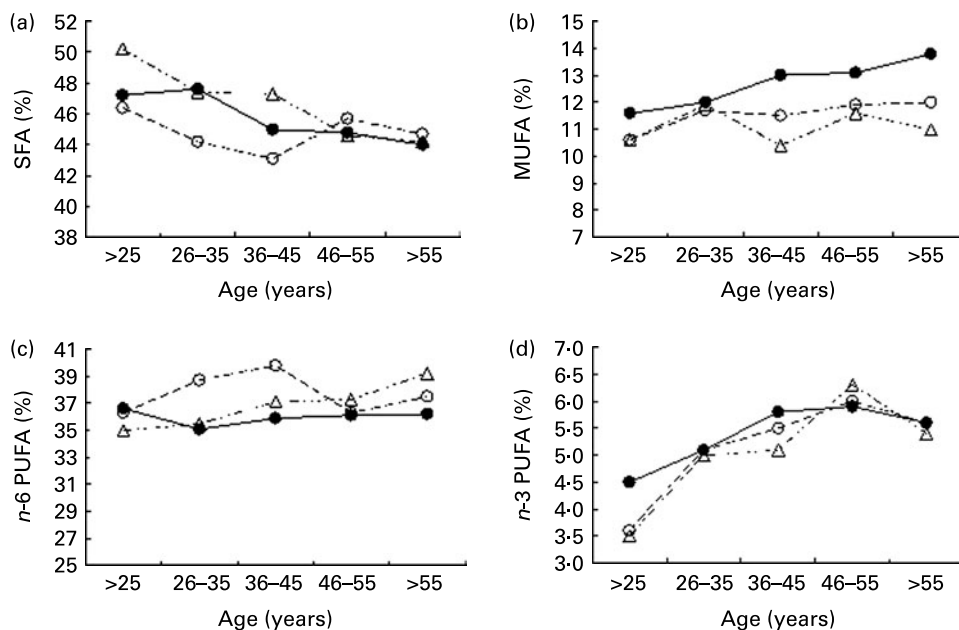 (a)
SFA (%)
52
50
48
46
44
42
40
38
>25 26–35 36–45 46–55 >55
Age (years)
(b)
MUFA (%)
15
14
13
12
11
10
9
8
7
>25 26–35 36–45 46–55 >55
Age (years)
(c)
n-6 PUFA (%)
41
39
37
35
33
31
29
27
25
>25 26–35 36–45 46–55 >55
Age (years)
(d)
n-3 PUFA (%)
7·0
6·5
6·0
5·5
5·0
4·5
4·0
3·5
3·0
>25 26–35 36–45 46–55 >55
Age (years)